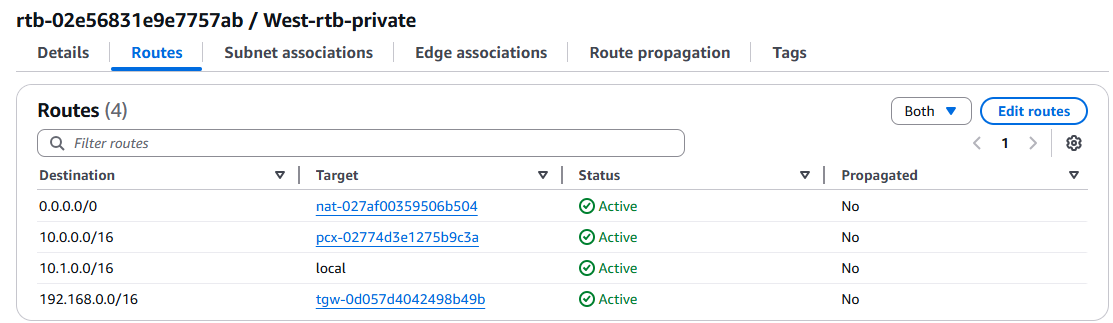 rtb-02e56831e9e7757ab / West-rtb-private
Details Routes Subnet associations Edge associations Route propagation Tags
Routes (4) Both Edit routes
Filter routes 1
Destination Target Status Propagated
0.0.0.0/0 nat-027af00359506b504 Active No
10.0.0.0/16 pcx-02774d3e1275b9c3a Active No
10.1.0.0/16 local Active No
192.168.0.0/16 tgw-0d057d4042498b49b Active No